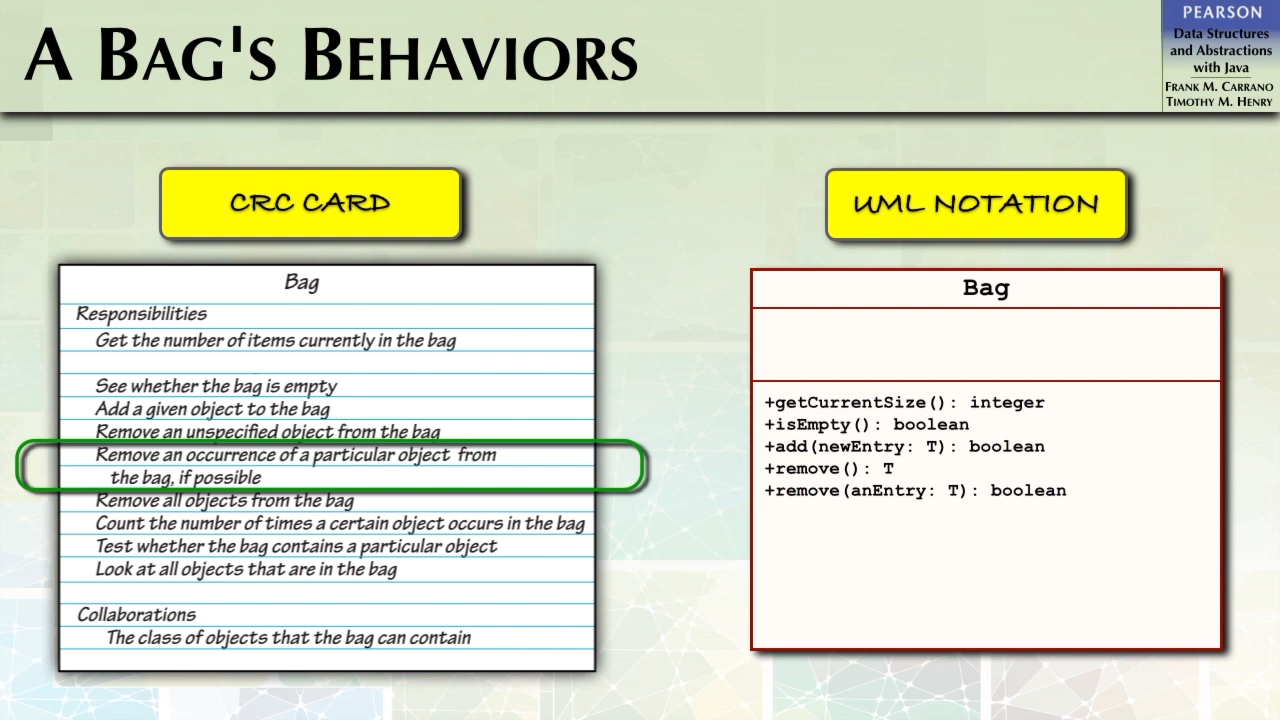 A BAG'S BEHAVIORS
PEARSON
Data Structures
and Abstractions
with Java
FRANK M. CARRANO
TIMOTHY M. HENRY
CRC CARD
Bag
Responsibilities
Get the number of items currently in the bag
See whether the bag is empty
Add a given object to the bag
Remove an unspecified object from the bag
Remove an occurrence of a particular object from
the bag, if possible
Remove all objects from the bag
Count the number of times a certain object occurs in the bag
Test whether the bag contains a particular object
Look at all objects that are in the bag
Collaborations
The class of objects that the bag can contain
UML NOTATION
Bag
+getCurrentSize(): integer
+isEmpty(): boolean
+add(newEntry: T): boolean
+remove(): T
+remove(anEntry: T): boolean